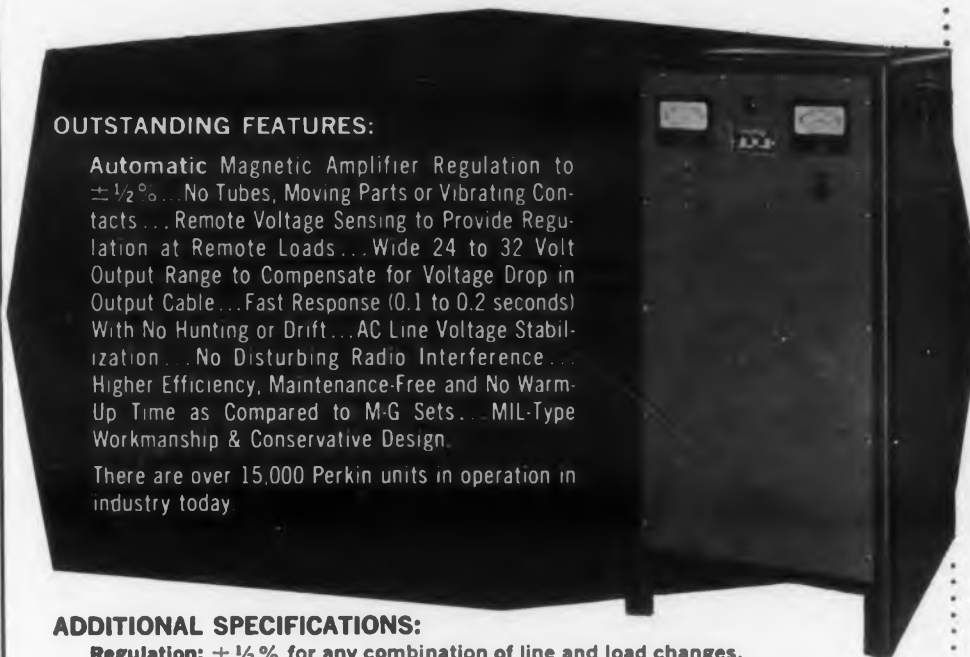 OUTSTANDING FEATURES:
Automatic Magnetic Amplifier Regulation to
± ½%...No Tubes, Moving Parts or Vibrating Con-
tacts...Remote Voltage Sensing to Provide Regu-
lation at Remote Loads...Wide 24 to 32 Volt
Output Range to Compensate for Voltage Drop in
Output Cable...Fast Response (0.1 to 0.2 seconds)
With No Hunting or Drift...AC Line Voltage Stabil-
ization...No Disturbing Radio Interference...
Higher Efficiency, Maintenance-Free and No Warm-
Up Time as Compared to M-G Sets...MIL-Type
Workmanship & Conservative Design.
There are over 15,000 Perkin units in operation in
industry today.
ADDITIONAL SPECIFICATIONS:
Regulation: ± ½% for any combination of line and load changes.